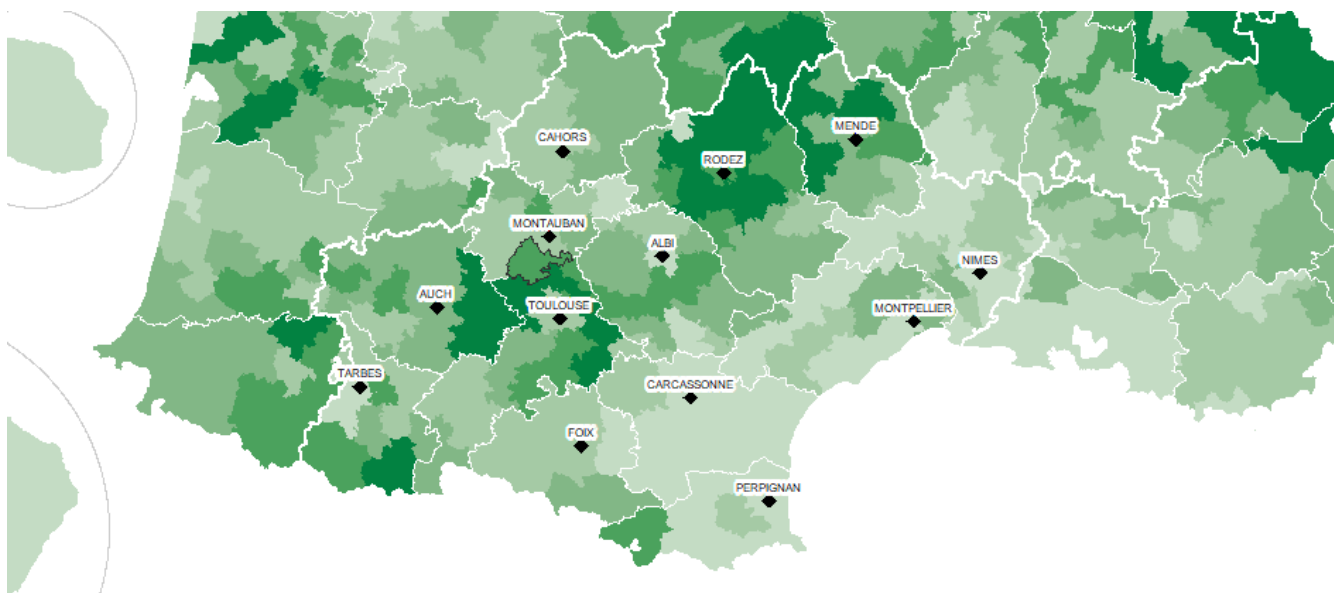 MENDE
CAHORS
RODEZ
MONTAUBAN
ALBI
NIMES
AUCH
TOULOUSE
MONTPELLIER
TARBES
CARCASSONNE
FOIX
PERPIGNAN